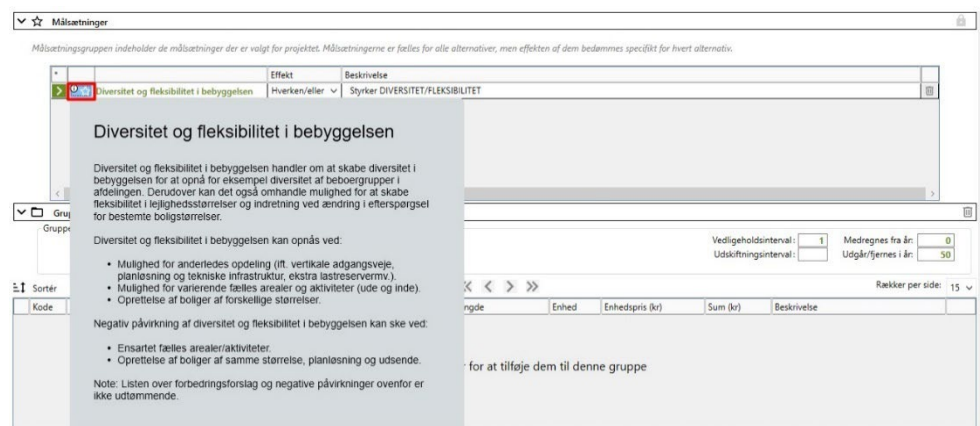 Målsætninger
Målsætningsgruppen indeholder de målsætninger der er valgt for projektet. Målsætningerne er fælles for alle alternativer, men effekten af dem bedømmes specifikt for hvert alternativ.
* Effekt Beskrivelse
Diversitet og fleksibilitet i bebyggelsen Hverken/eller Styrker DIVERSITET/FLEKSIBILITET
Diversitet og fleksibilitet i bebyggelsen
Diversitet og fleksibilitet i bebyggelsen handler om at skabe diversitet i
bebyggelsen for at opnå for eksempel diversitet af beboergrupper i
afdelingen. Derudover kan det også omhandle mulighed for at skabe
fleksibilitet i lejlighedsstørrelser og indretning ved ændring i efterspørgsel
for bestemte boligstørrelser.
Diversitet og fleksibilitet i bebyggelsen kan opnås ved:
• Mulighed for anderledes opdeling (ift. vertikale adgangsveje,
planløsning og tekniske infrastruktur, ekstra lastreservermv.).
• Mulighed for varierende fælles arealer og aktiviteter (ude og inde).
• Oprettelse af boliger af forskellige størrelser.
Negativ påvirkning af diversitet og fleksibilitet i bebyggelsen kan ske ved:
• Ensartet fælles arealer/aktiviteter.
• Oprettelse af boliger af samme størrelse, planløsning og udsende.
Note: Listen over forbedringsforslag og negative påvirkninger ovenfor er
ikke udtømmende.
Gru
Gruppe
Vedligeholdsinterval: 1 Medregnes fra år: 0
Udskiftningsinterval: Udgår/fjernes i år: 50
Sortér Rækker per side: 15
Kode ngde Enhed Enhedspris (kr) Sum (kr) Beskrivelse
for at tilføje dem til denne gruppe